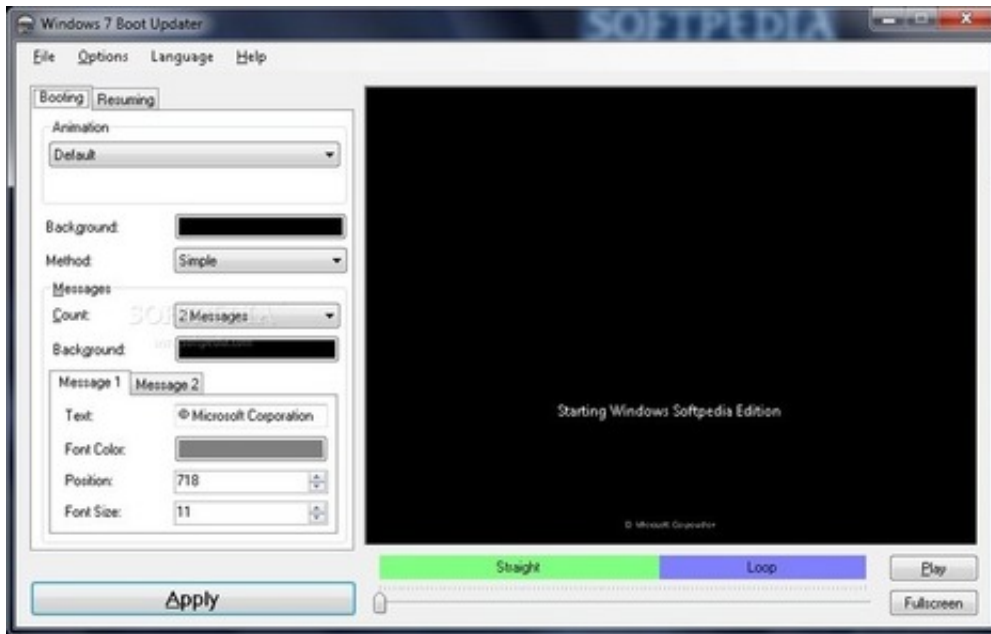 Windows 7 Boot Updater
SOFTPEDIA
File Options Language Help
Booting Resuming
Animation
Default
Background:
Method: Simple
Messages
Count: 2 Messages
Background:
Message 1 Message 2
Text: © Microsoft Corporation
Font Color:
Position: 718
Font Size: 11
Apply
Starting Windows Softpedia Edition
© Microsoft Corporation
Straight Loop
Play
Fullscreen